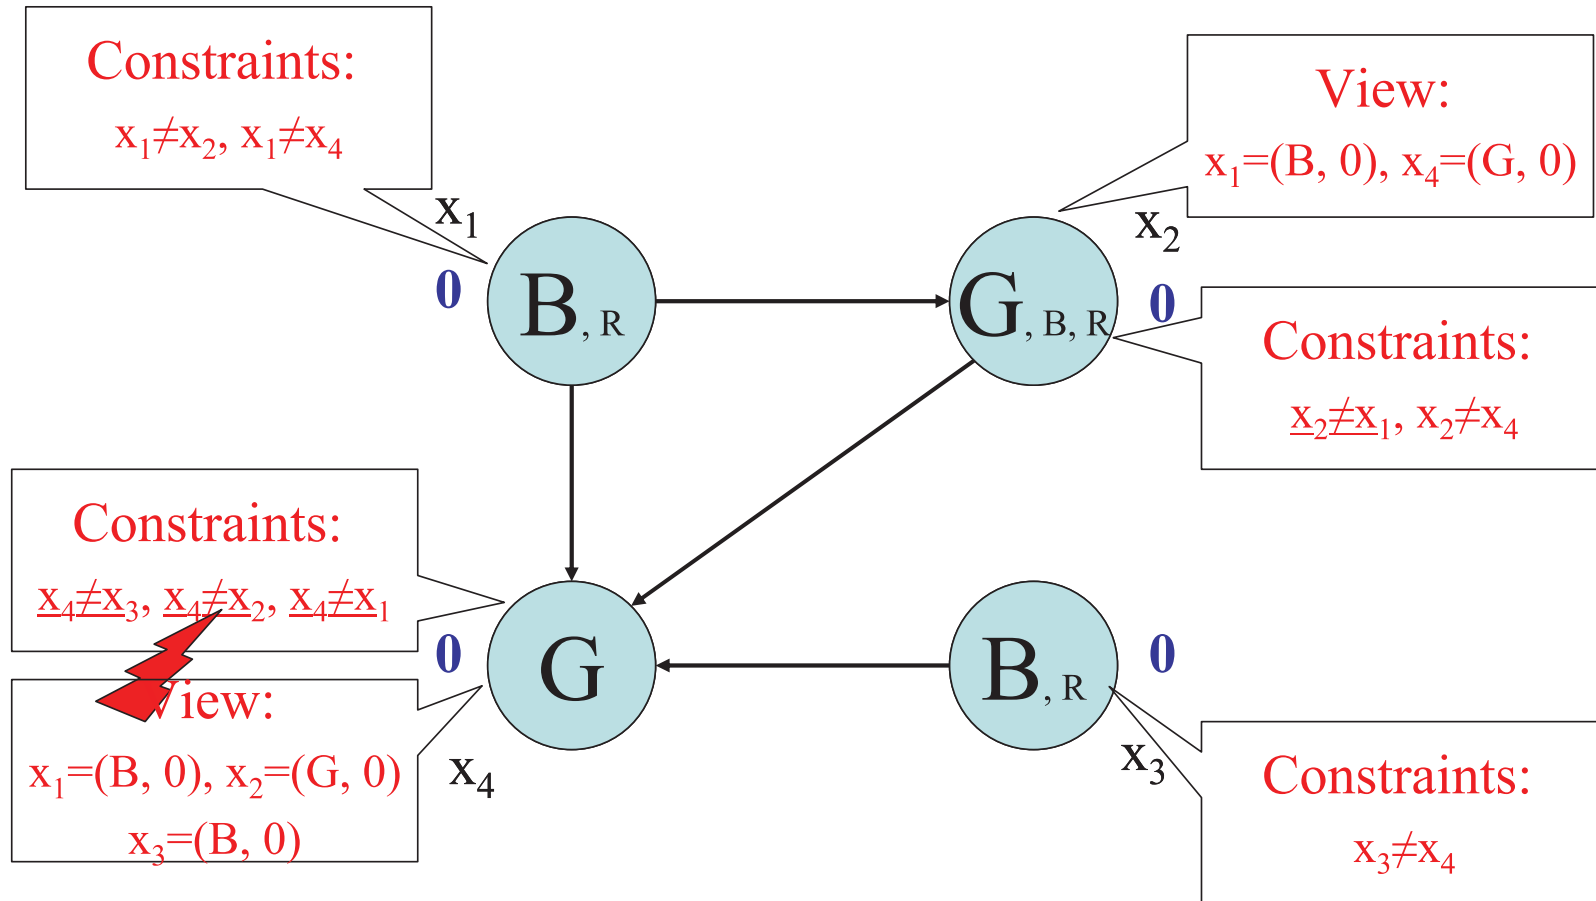 Constraints:
x₁≠x₂, x₁≠x₄
View:
x₁=(B, 0), x₄=(G, 0)
x₁
0
B, R
x₂
0
G, B, R
Constraints:
x₂≠x₁, x₂≠x₄
Constraints:
x₄≠x₃, x₄≠x₂, x₄≠x₁
0
G
x₄
View:
x₁=(B, 0), x₂=(G, 0)
x₃=(B, 0)
B, R
0
x₃
Constraints:
x₃≠x₄